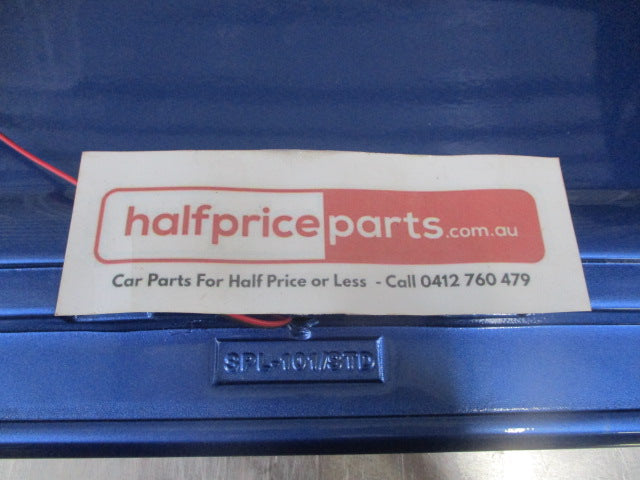 halfpriceparts.com.au
Car Parts For Half Price or Less - Call 0412 760 479
SPL-101/STD